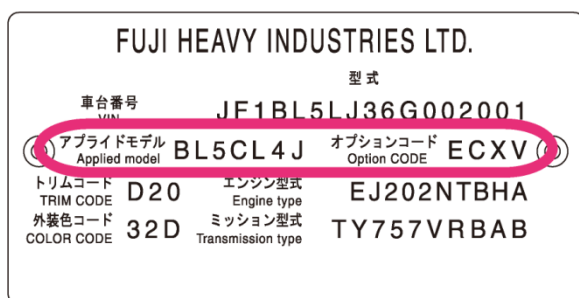 FUJI HEAVY INDUSTRIES LTD.
型式
車台番号 JF1BL5LJ36G002001
VIN
アプライドモデル BL5CL4J オプションコード ECXV
Applied model Option CODE
トリムコード D20 エンジン型式 EJ202NTBHA
TRIM CODE Engine type
外装色コード 32D ミッション型式 TY757VRBAB
COLOR CODE Transmission type